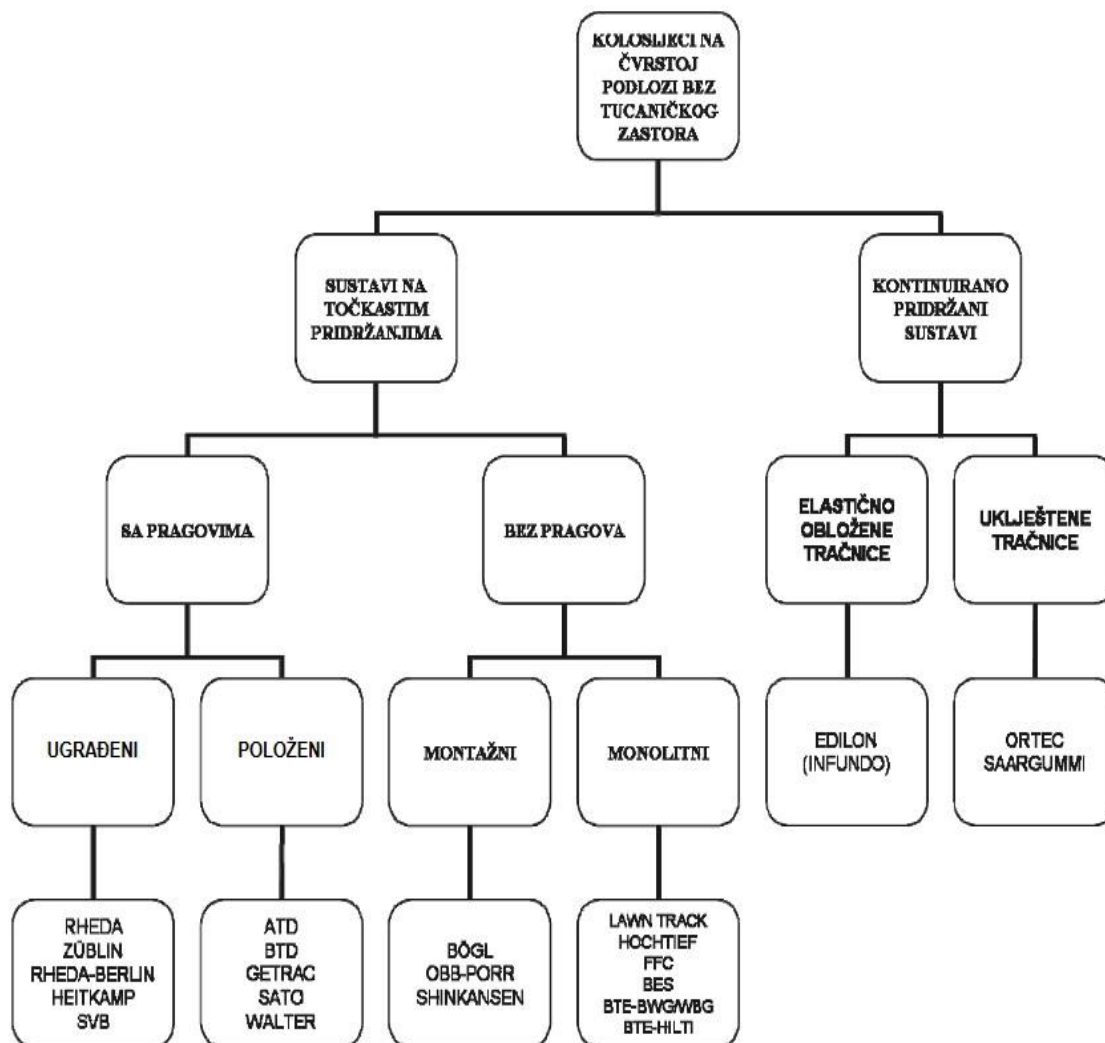 KOLOSIJECI NA
ČVRSTOJ
PODLOZI BEZ
TUCANIČKOG
ZASTORA
SUSTAVI NA
TOČKASTIM
PRIDRŽANJIMA
KONTINUIRANO
PRIDRŽANI
SUSTAVI
SA PRAGOVIMA
BEZ PRAGOVA
ELASTIČNO
OBLOŽENE
TRAČNICE
UKLJEŠTENE
TRAČNICE
UGRAĐENI
POLOŽENI
MONTAŽNI
MONOLITNI
EDILON
(INFUNDO)
ORTEC
SAARGUMMI
RHEDA
ZÜBLIN
RHEDA-BERLIN
HEITKAMP
SVB
ATD
BTD
GETRAC
SATO
WALTER
BÖGL
OBB-PORR
SHINKANSEN
LAWN TRACK
HOCHTIEF
FFC
BES
BTE-BWG/WBG
BTE-HILTI